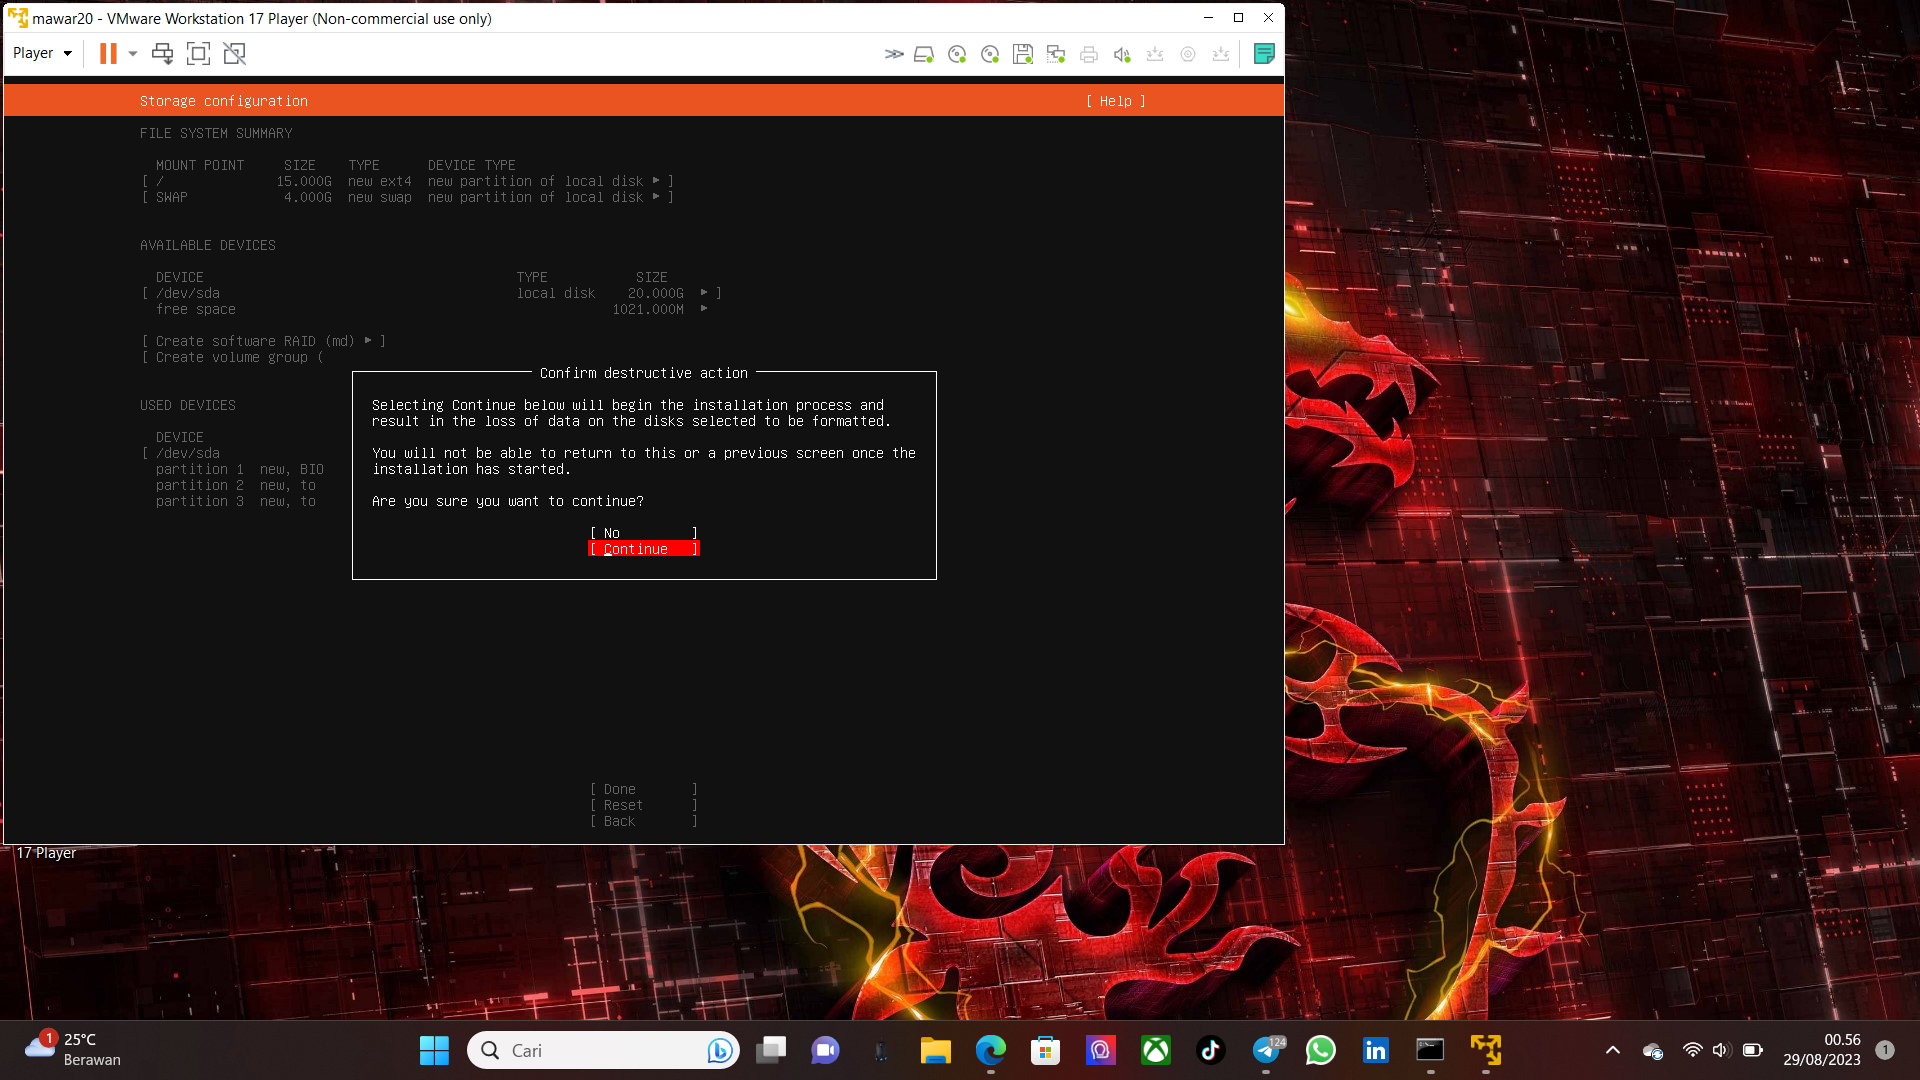 mawar20 - VMware Workstation 17 Player (Non-commercial use only)
Player
Storage configuration [ Help ]
FILE SYSTEM SUMMARY
MOUNT POINT SIZE TYPE DEVICE TYPE
[ / 15.000G new ext4 new partition of local disk ▸ ]
[ SWAP 4.000G new swap new partition of local disk ▸ ]
AVAILABLE DEVICES
DEVICE TYPE SIZE
[ /dev/sda local disk 20.000G ▸ ]
free space 1021.000M ▸
[ Create software RAID (md) ▸ ]
[ Create volume group (
USED DEVICES
DEVICE
[ /dev/sda
partition 1 new, BIO
partition 2 new, to
partition 3 new, to
Confirm destructive action
Selecting Continue below will begin the installation process and
result in the loss of data on the disks selected to be formatted.
You will not be able to return to this or a previous screen once the
installation has started.
Are you sure you want to continue?
[ No ]
[ Continue ]
[ Done ]
[ Reset ]
[ Back ]
17 Player
1
25°C
Berawan
Cari
124
in
00.56
29/08/2023
1